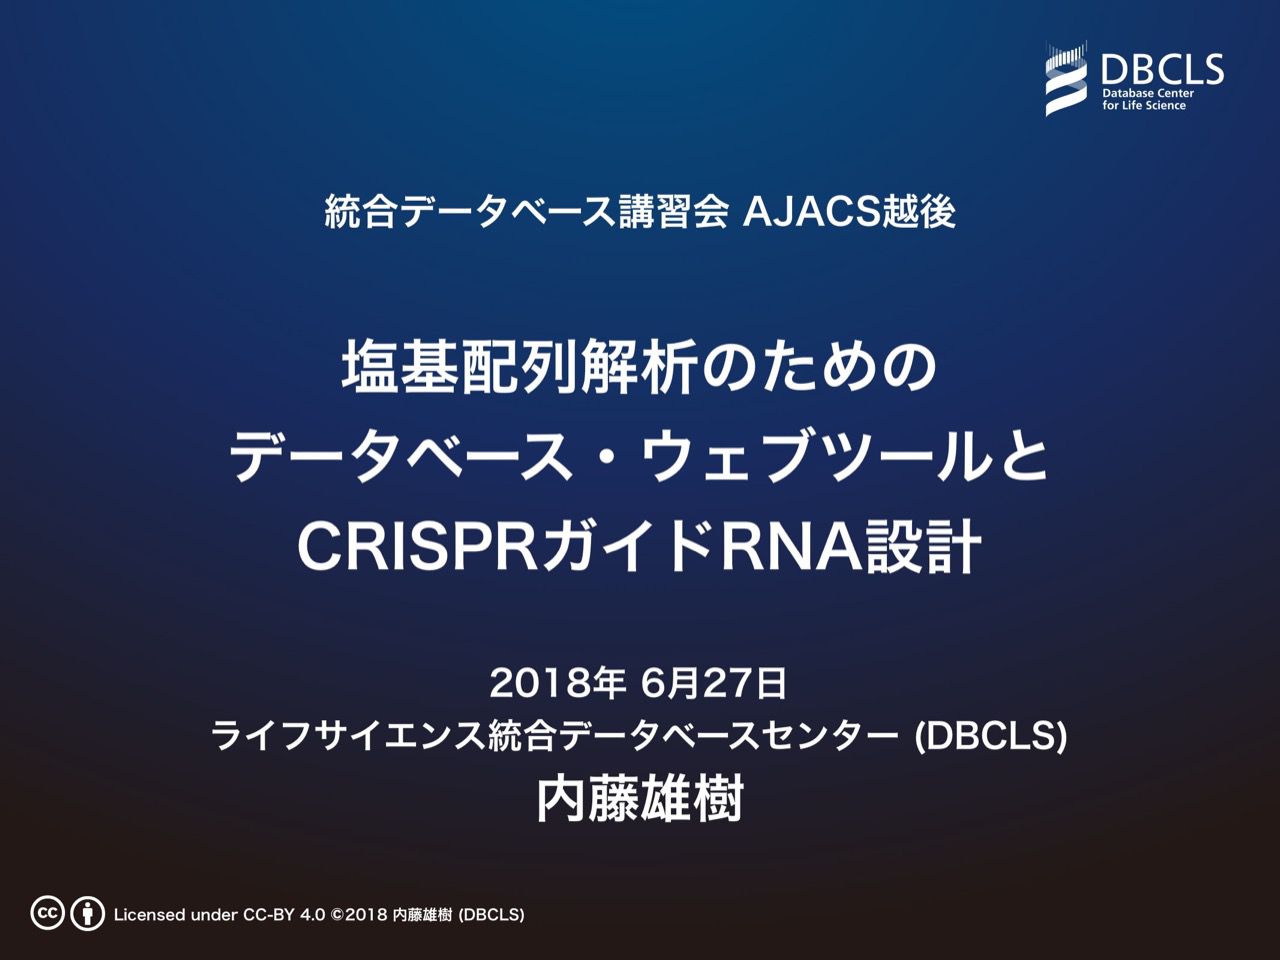 DBCLS
Database Center
for Life Science
統合データベース講習会 AJACS越後
塩基配列解析のための
データベース・ウェブツールと
CRISPRガイドRNA設計
2018年 6月27日
ライフサイエンス統合データベースセンター (DBCLS)
内藤雄樹
cc Licensed under CC-BY 4.0 ©2018 内藤雄樹 (DBCLS)